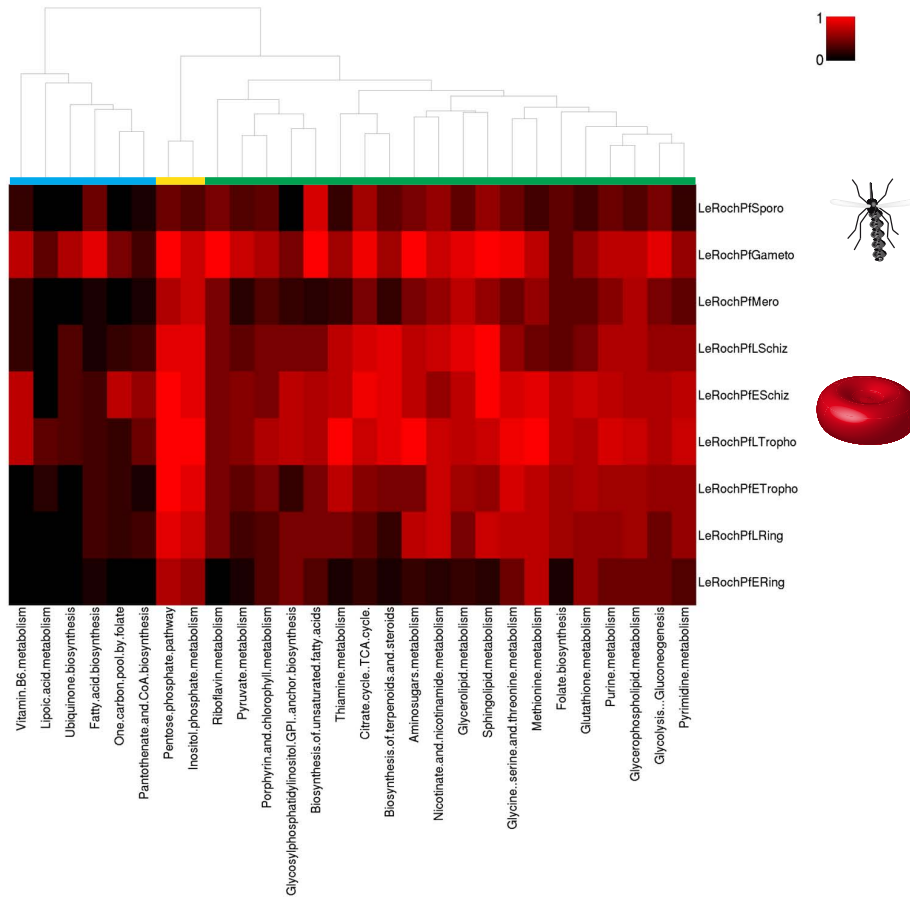 1
0
LeRochPfSporo
LeRochPfGameto
LeRochPfMero
LeRochPfLSchiz
LeRochPfESchiz
LeRochPfLTropho
LeRochPfETropho
LeRochPfLRing
LeRochPfERing
Vitamin.B6.metabolism
Lipoic.acid.metabolism
Ubiquinone.biosynthesis
Fatty.acid.biosynthesis
One.carbon.pool.by.folate
Pantothenate.and.CoA.biosynthesis
Pentose.phosphate.pathway
Inositol.phosphate.metabolism
Riboflavin.metabolism
Pyruvate.metabolism
Porphyrin.and.chlorophyll.metabolism
Glycosylphosphatidylinositol.GPI..anchor.biosynthesis
Biosynthesis.of.unsaturated.fatty.acids
Thiamine.metabolism
Citrate.cycle..TCA.cycle.
Biosynthesis.of.terpenoids.and.steroids
Aminosugars.metabolism
Nicotinate.and.nicotinamide.metabolism
Glycerolipid.metabolism
Sphingolipid.metabolism
Glycine..serine.and.threonine.metabolism
Methionine.metabolism
Folate.biosynthesis
Glutathione.metabolism
Purine.metabolism
Glycerophospholipid.metabolism
Glycolysis...Gluconeogenesis
Pyrimidine.metabolism